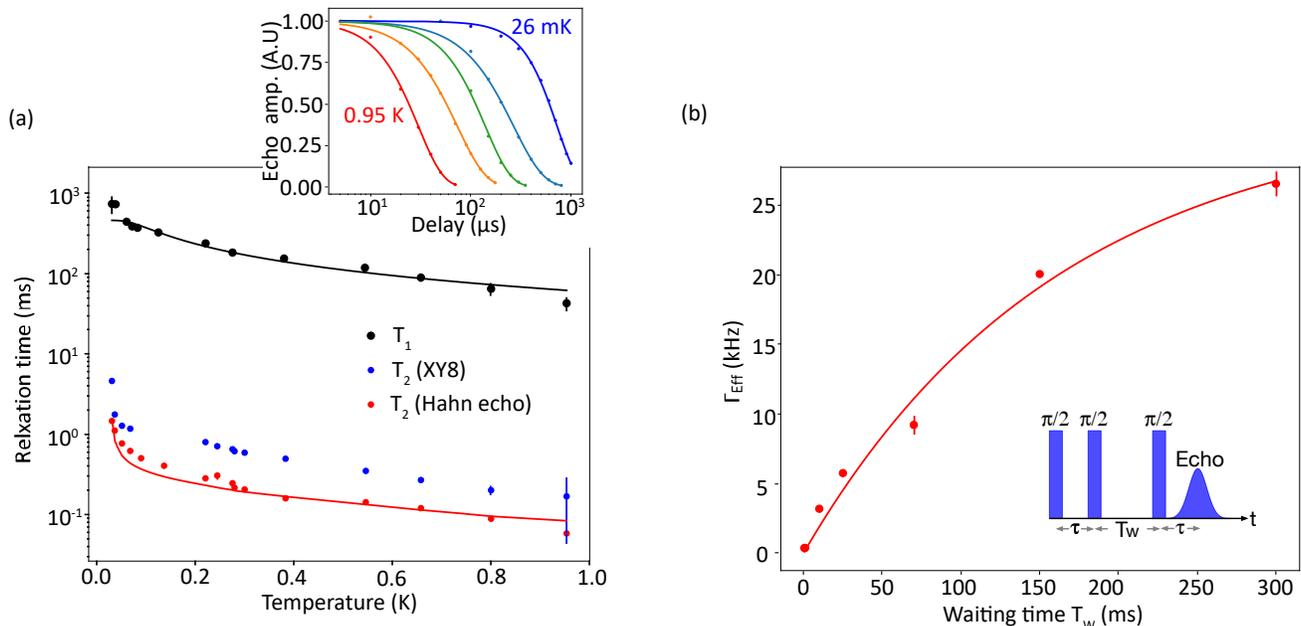 (a)
Echo amp. (A.U)
1.00
0.75
0.50
0.25
0.00
26 mK
0.95 K
10¹ 10² 10³
Delay (µs)
Relxation time (ms)
10³
10²
10¹
10⁰
10⁻¹
T₁
T₂ (XY8)
T₂ (Hahn echo)
0.0 0.2 0.4 0.6 0.8 1.0
Temperature (K)
(b)
Γ_Eff (kHz)
25
20
15
10
5
0
π/2 π/2 π/2
Echo
τ T_W τ t
0 50 100 150 200 250 300
Waiting time T_W (ms)